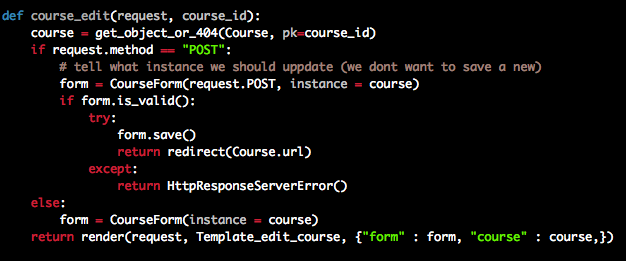 def course_edit(request, course_id):
    course = get_object_or_404(Course, pk=course_id)
    if request.method == "POST":
        # tell what instance we should uppdate (we dont want to save a new)
        form = CourseForm(request.POST, instance = course)
        if form.is_valid():
            try:
                form.save()
                return redirect(Course.url)
            except:
                return HttpResponseServerError()
    else:
        form = CourseForm(instance = course)
    return render(request, Template_edit_course, {"form" : form, "course" : course,})